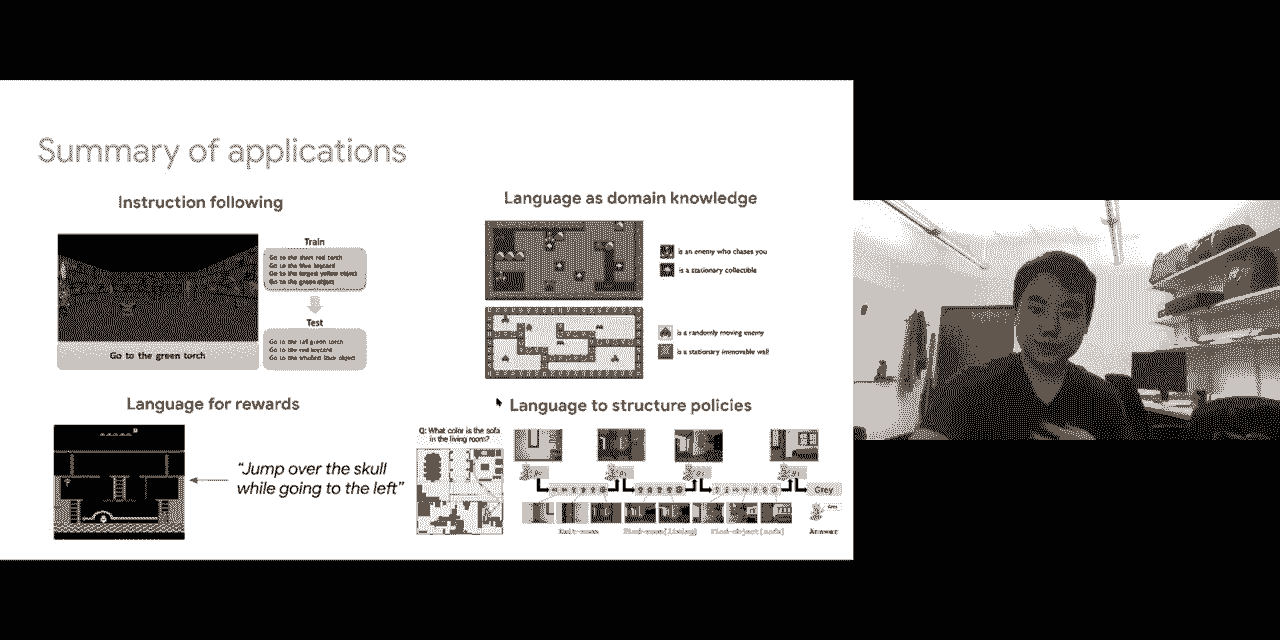 Summary of applications
Instruction following
Train
Go to the short red torch
Go to the blue keycard
Go to the largest yellow object
Go to the green object
Test
Go to the tall green torch
Go to the red keycard
Go to the smallest blue object
Go to the green torch
Language as domain knowledge
is an enemy who chases you
is a stationary collectible
is a randomly moving enemy
is a stationary immovable wall
Language for rewards
“Jump over the skull
while going to the left”
Language to structure policies
Q: What color is the sofa
in the living room?
Grey
Answer